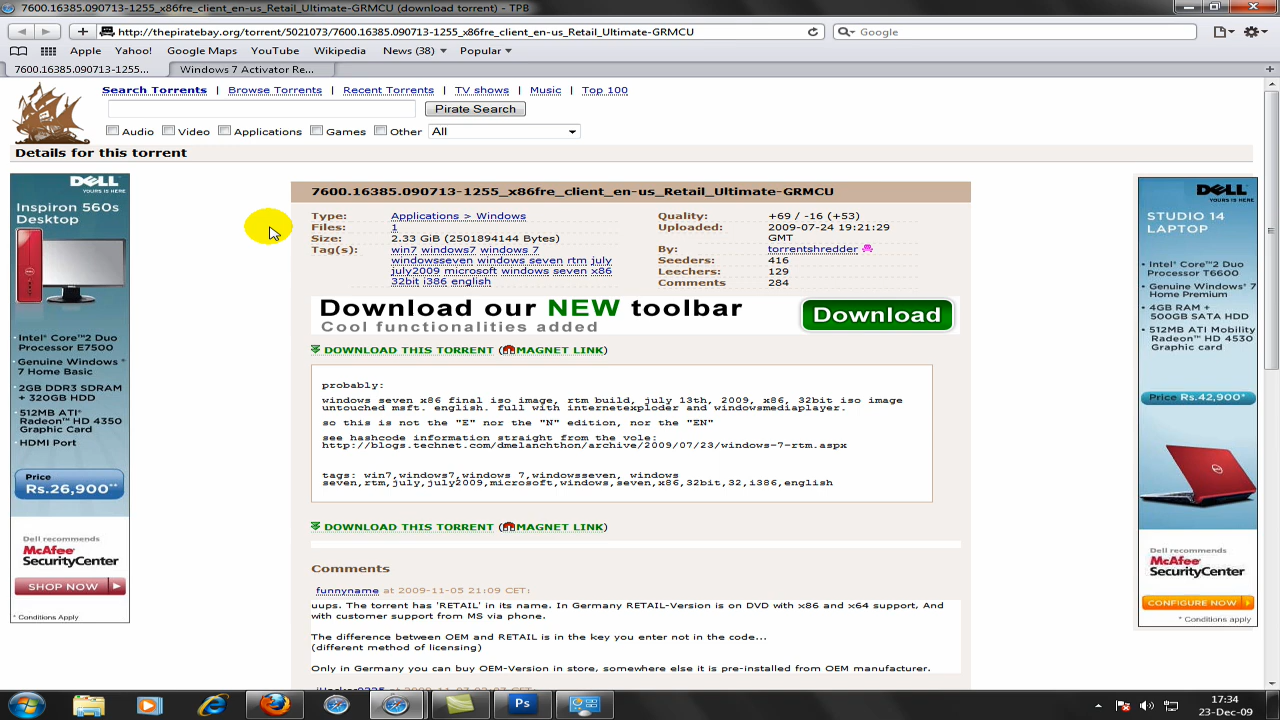 7600.16385.090713-1255_x86fre_client_en-us_Retail_Ultimate-GRMCU (download torrent) - TPB
http://thepiratebay.org/torrent/5021073/7600.16385.090713-1255_x86fre_client_en-us_Retail_Ultimate-GRMCU
Google
Apple Yahoo! Google Maps YouTube Wikipedia News (38) Popular
7600.16385.090713-1255... Windows 7 Activator Re...
Search Torrents | Browse Torrents | Recent Torrents | TV shows | Music | Top 100
Pirate Search
Audio Video Applications Games Other All
Details for this torrent
DELL
YOURS IS HERE
Inspiron 560s
Desktop
Intel® Core™2 Duo
Processor E7500
Genuine Windows®
7 Home Basic
2GB DDR3 SDRAM
+ 320GB HDD
512MB ATI®
Radeon™ HD 4350
Graphic Card
HDMI Port
Price
Rs.26,900**
Dell recommends
McAfee
SecurityCenter
SHOP NOW
* Conditions Apply
7600.16385.090713-1255_x86fre_client_en-us_Retail_Ultimate-GRMCU
Type: Applications > Windows
Files: 1
Size: 2.33 GiB (2501894144 Bytes)
Tag(s): win7 windows7 windows 7
windowsseven windows seven rtm july
july2009 microsoft windows seven x86
32bit i386 english
Quality: +69 / -16 (+53)
Uploaded: 2009-07-24 19:21:29
GMT
By: torrentshredder
Seeders: 416
Leechers: 129
Comments 284
Download our NEW toolbar
Cool functionalities added
Download
DOWNLOAD THIS TORRENT (MAGNET LINK)
probably:
windows seven x86 final iso image, rtm build, july 13th, 2009, x86, 32bit iso image
untouched msft. english. full with internetexploder and windowsmediaplayer.
so this is not the "E" nor the "N" edition, nor the "EN"
see hashcode information straight from the vole:
http://blogs.technet.com/dmelanchthon/archive/2009/07/23/windows-7-rtm.aspx
tags: win7,windows7,windows 7,windowsseven, windows
seven,rtm,july,july2009,microsoft,windows,seven,x86,32bit,32,i386,english
DOWNLOAD THIS TORRENT (MAGNET LINK)
Comments
funnyname at 2009-11-05 21:09 CET:
uups. The torrent has 'RETAIL' in its name. In Germany RETAIL-Version is on DVD with x86 and x64 support, And
with customer support from MS via phone.
The difference between OEM and RETAIL is in the key you enter not in the code...
(different method of licensing)
Only in Germany you can buy OEM-Version in store, somewhere else it is pre-installed from OEM manufacturer.
DELL
YOURS IS HERE
STUDIO 14
LAPTOP
Intel® Core™2 Duo
Processor T6600
Genuine Windows® 7
Home Premium
4GB RAM +
500GB SATA HDD
512MB ATI Mobility
Radeon™ HD 4530
Graphic card
Price Rs.42,900*
Dell recommends
McAfee
SecurityCenter
CONFIGURE NOW
* Conditions apply
Ps
17:34
23-Dec-09